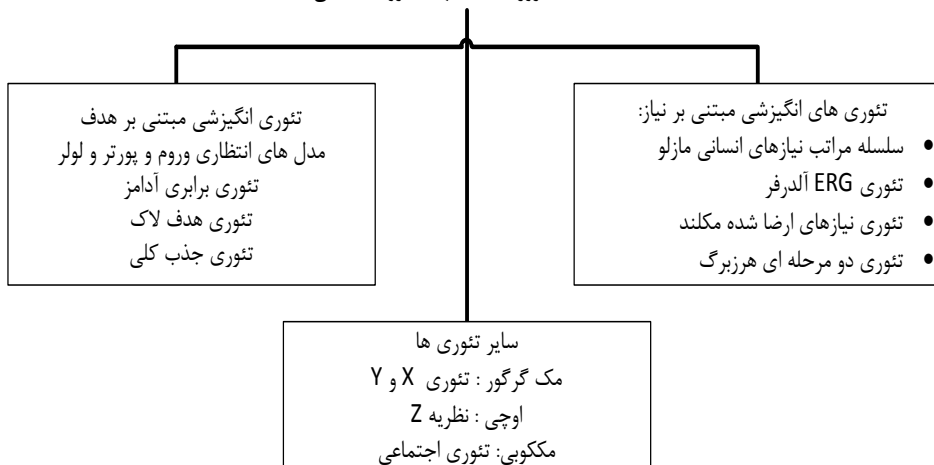 تئوری های انگیزشی مبتنی بر نیاز:
• سلسله مراتب نیازهای انسانی مازلو
• تئوری ERG آلدرفر
• تئوری نیازهای ارضا شده مکلند
• تئوری دو مرحله ای هرزبرگ
تئوری انگیزشی مبتنی بر هدف
مدل های انتظاری وروم و پورتر و لولر
تئوری برابری آدامز
تئوری هدف لاک
تئوری جذب کلی
سایر تئوری ها
مک گرگور : تئوری X و Y
اوچی : نظریه Z
مککوبی: تئوری اجتماعی